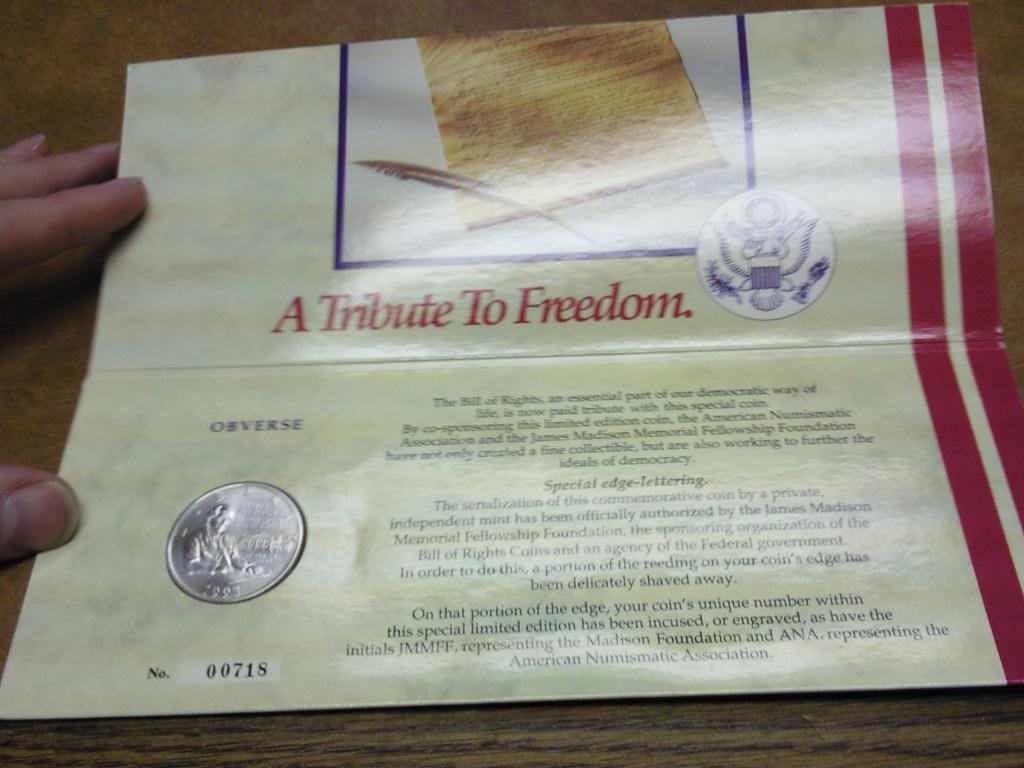 A Tribute To Freedom.
OBVERSE
1993
No. 00718
The Bill of Rights, an essential part of our democratic way of
life, is now paid tribute with this special coin.
By co-sponsoring this limited edition coin, the American Numismatic
Association and the James Madison Memorial Fellowship Foundation
have not only created a fine collectible, but are also working to further the
ideals of democracy.
Special edge-lettering.
The serialization of this commemorative coin by a private,
independent mint has been officially authorized by the James Madison
Memorial Fellowship Foundation, the sponsoring organization of the
Bill of Rights Coins and an agency of the Federal government.
In order to do this, a portion of the reeding on your coin's edge has
been delicately shaved away.
On that portion of the edge, your coin's unique number within
this special limited edition has been incused, or engraved, as have the
initials JMMFF, representing the Madison Foundation and ANA, representing the
American Numismatic Association.